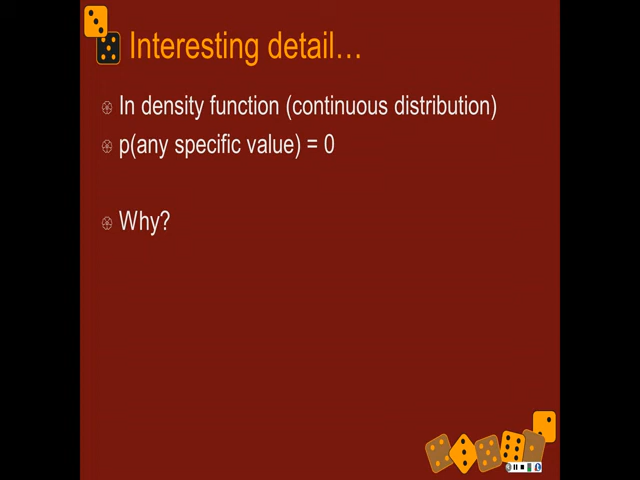 Interesting detail…
In density function (continuous distribution)
p(any specific value) = 0
Why?